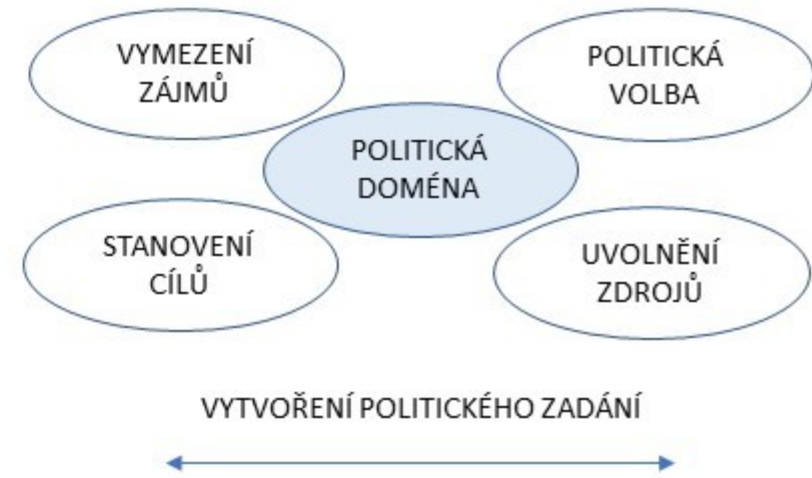 VYMEZENÍ
ZÁJMŮ
POLITICKÁ
VOLBA
POLITICKÁ
DOMÉNA
STANOVENÍ
CÍLŮ
UVOLNĚNÍ
ZDROJŮ
VYTVOŘENÍ POLITICKÉHO ZADÁNÍ